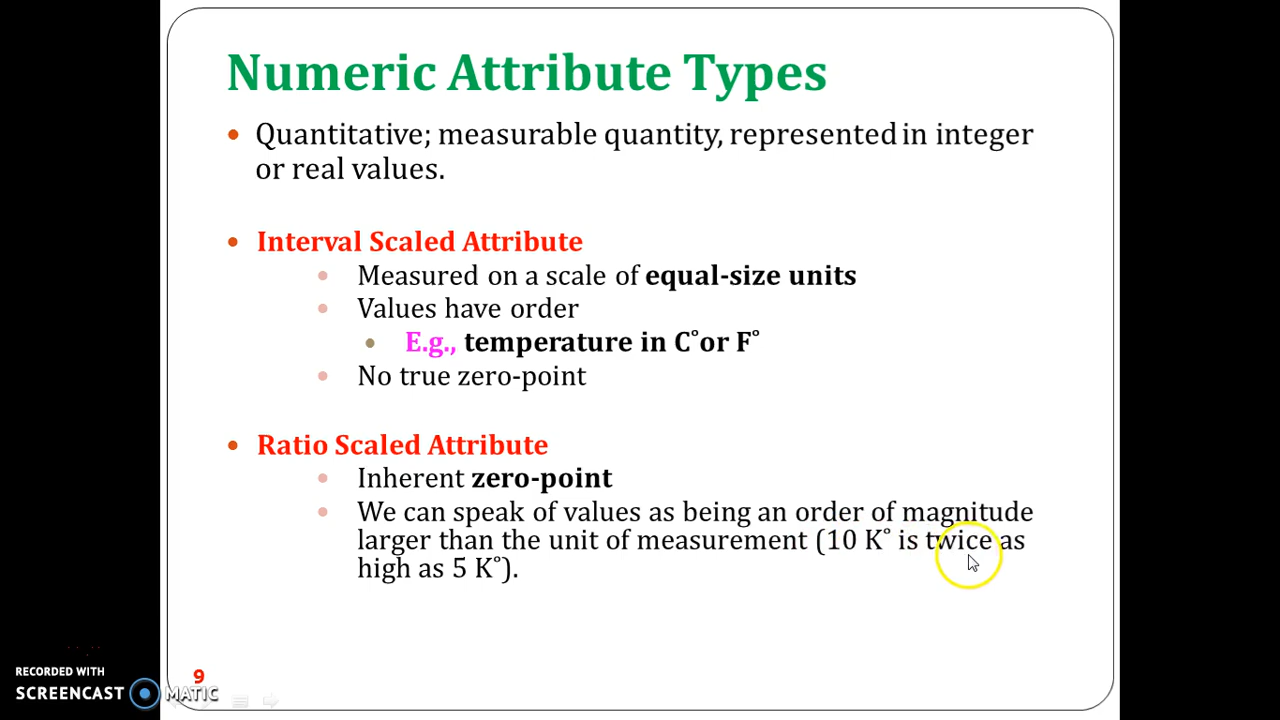 Numeric Attribute Types
• Quantitative; measurable quantity, represented in integer
or real values.
• Interval Scaled Attribute
• Measured on a scale of equal-size units
• Values have order
• E.g., temperature in C˚or F˚
• No true zero-point
• Ratio Scaled Attribute
• Inherent zero-point
• We can speak of values as being an order of magnitude
larger than the unit of measurement (10 K˚ is twice as
high as 5 K˚).
9
RECORDED WITH
SCREENCAST MATIC